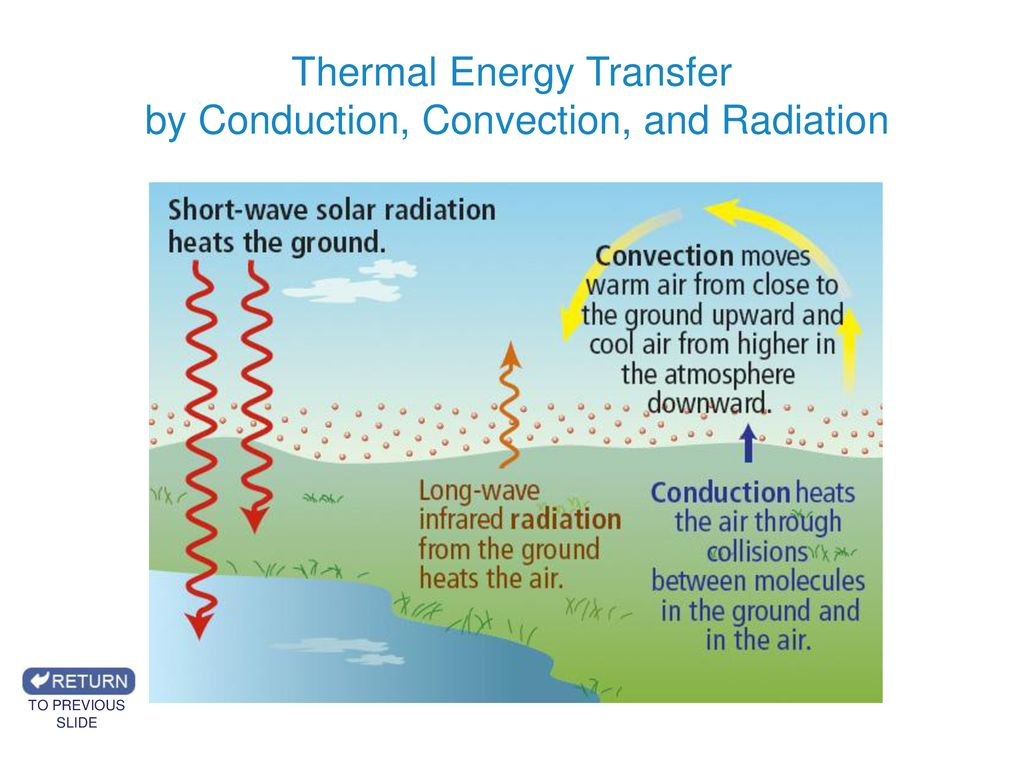 Thermal Energy Transfer
by Conduction, Convection, and Radiation
Short-wave solar radiation
heats the ground.
Convection moves
warm air from close to
the ground upward and
cool air from higher in
the atmosphere
downward.
Long-wave
infrared radiation
from the ground
heats the air.
Conduction heats
the air through
collisions
between molecules
in the ground and
in the air.
RETURN
TO PREVIOUS
SLIDE